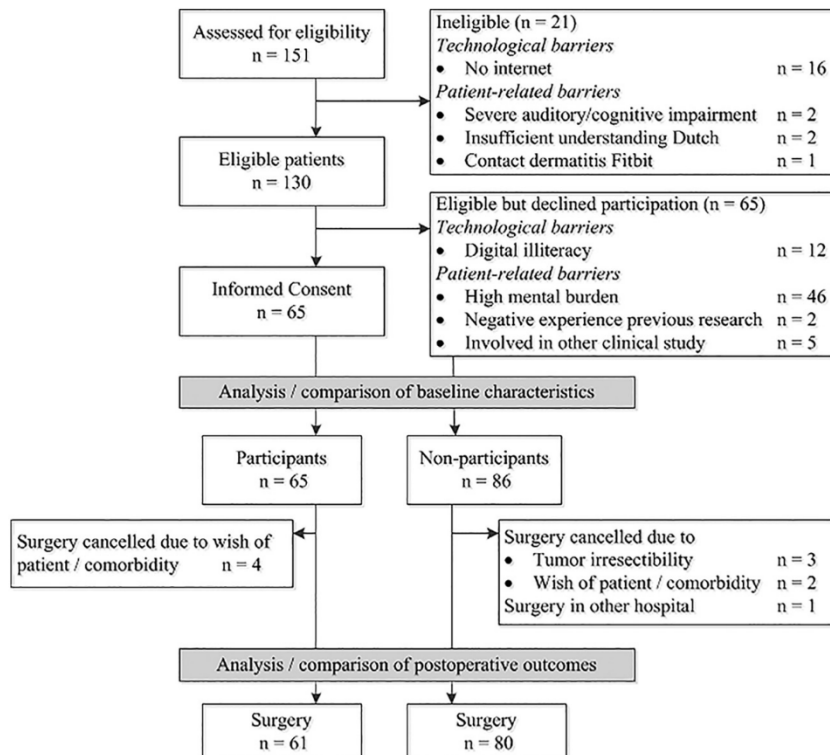 Assessed for eligibility
n = 151
Ineligible (n = 21)
Technological barriers
• No internet n = 16
Patient-related barriers
• Severe auditory/cognitive impairment n = 2
• Insufficient understanding Dutch n = 2
• Contact dermatitis Fitbit n = 1
Eligible patients
n = 130
Eligible but declined participation (n = 65)
Technological barriers
• Digital illiteracy n = 12
Patient-related barriers
• High mental burden n = 46
• Negative experience previous research n = 2
• Involved in other clinical study n = 5
Informed Consent
n = 65
Analysis / comparison of baseline characteristics
Participants
n = 65
Non-participants
n = 86
Surgery cancelled due to wish of
patient / comorbidity n = 4
Surgery cancelled due to
• Tumor irresectibility n = 3
• Wish of patient / comorbidity n = 2
Surgery in other hospital n = 1
Analysis / comparison of postoperative outcomes
Surgery
n = 61
Surgery
n = 80